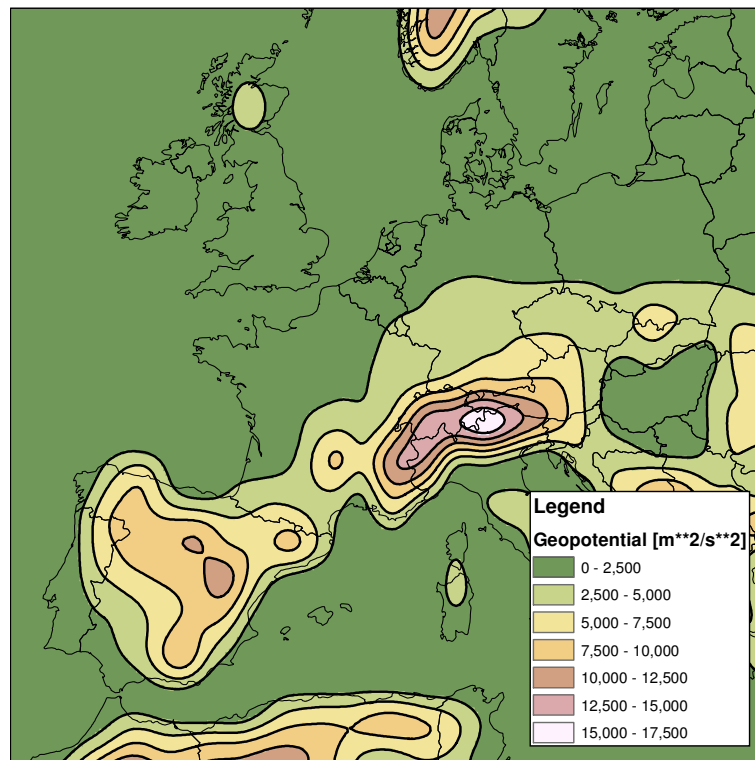 Legend
Geopotential [m**2/s**2]
0 - 2,500
2,500 - 5,000
5,000 - 7,500
7,500 - 10,000
10,000 - 12,500
12,500 - 15,000
15,000 - 17,500